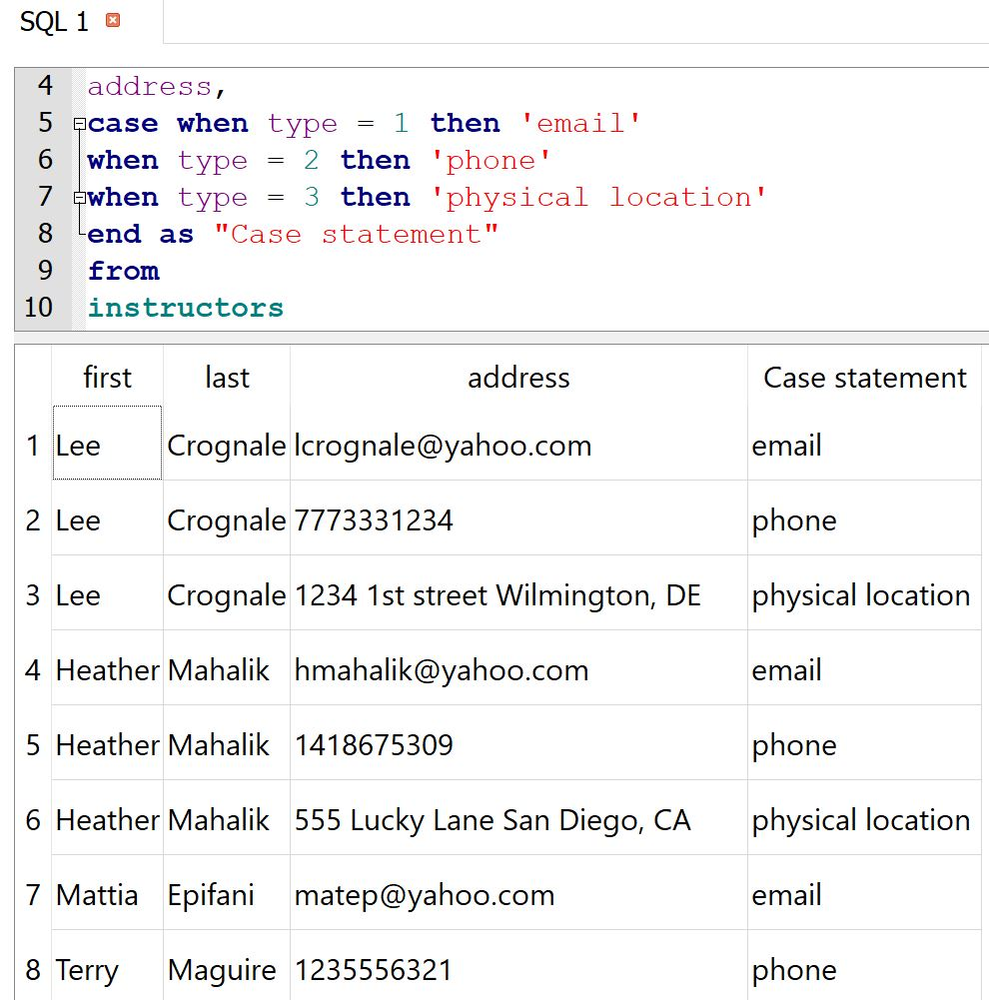 SQL 1
4 address,
5 case when type = 1 then 'email'
6 when type = 2 then 'phone'
7 when type = 3 then 'physical location'
8 end as "Case statement"
9 from
10 instructors
first last address Case statement
1 Lee Crognale lcrognale@yahoo.com email
2 Lee Crognale 7773331234 phone
3 Lee Crognale 1234 1st street Wilmington, DE physical location
4 Heather Mahalik hmahalik@yahoo.com email
5 Heather Mahalik 1418675309 phone
6 Heather Mahalik 555 Lucky Lane San Diego, CA physical location
7 Mattia Epifani matep@yahoo.com email
8 Terry Maguire 1235556321 phone